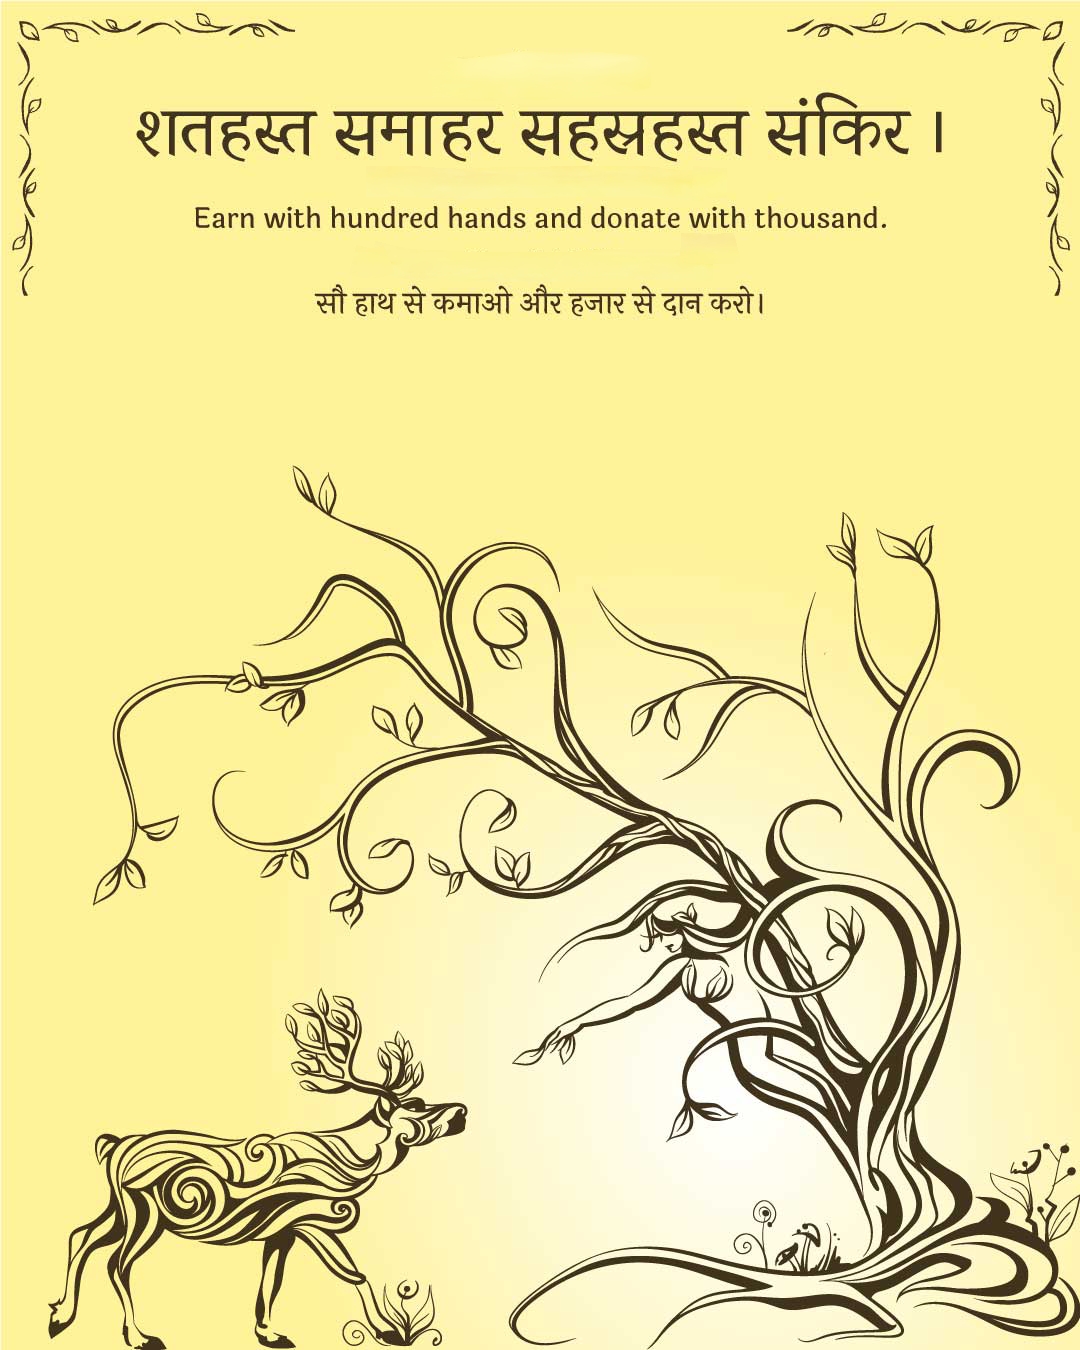 शतहस्त समाहर सहस्रहस्त संकिर ।
Earn with hundred hands and donate with thousand.
सौ हाथ से कमाओ और हजार से दान करो।